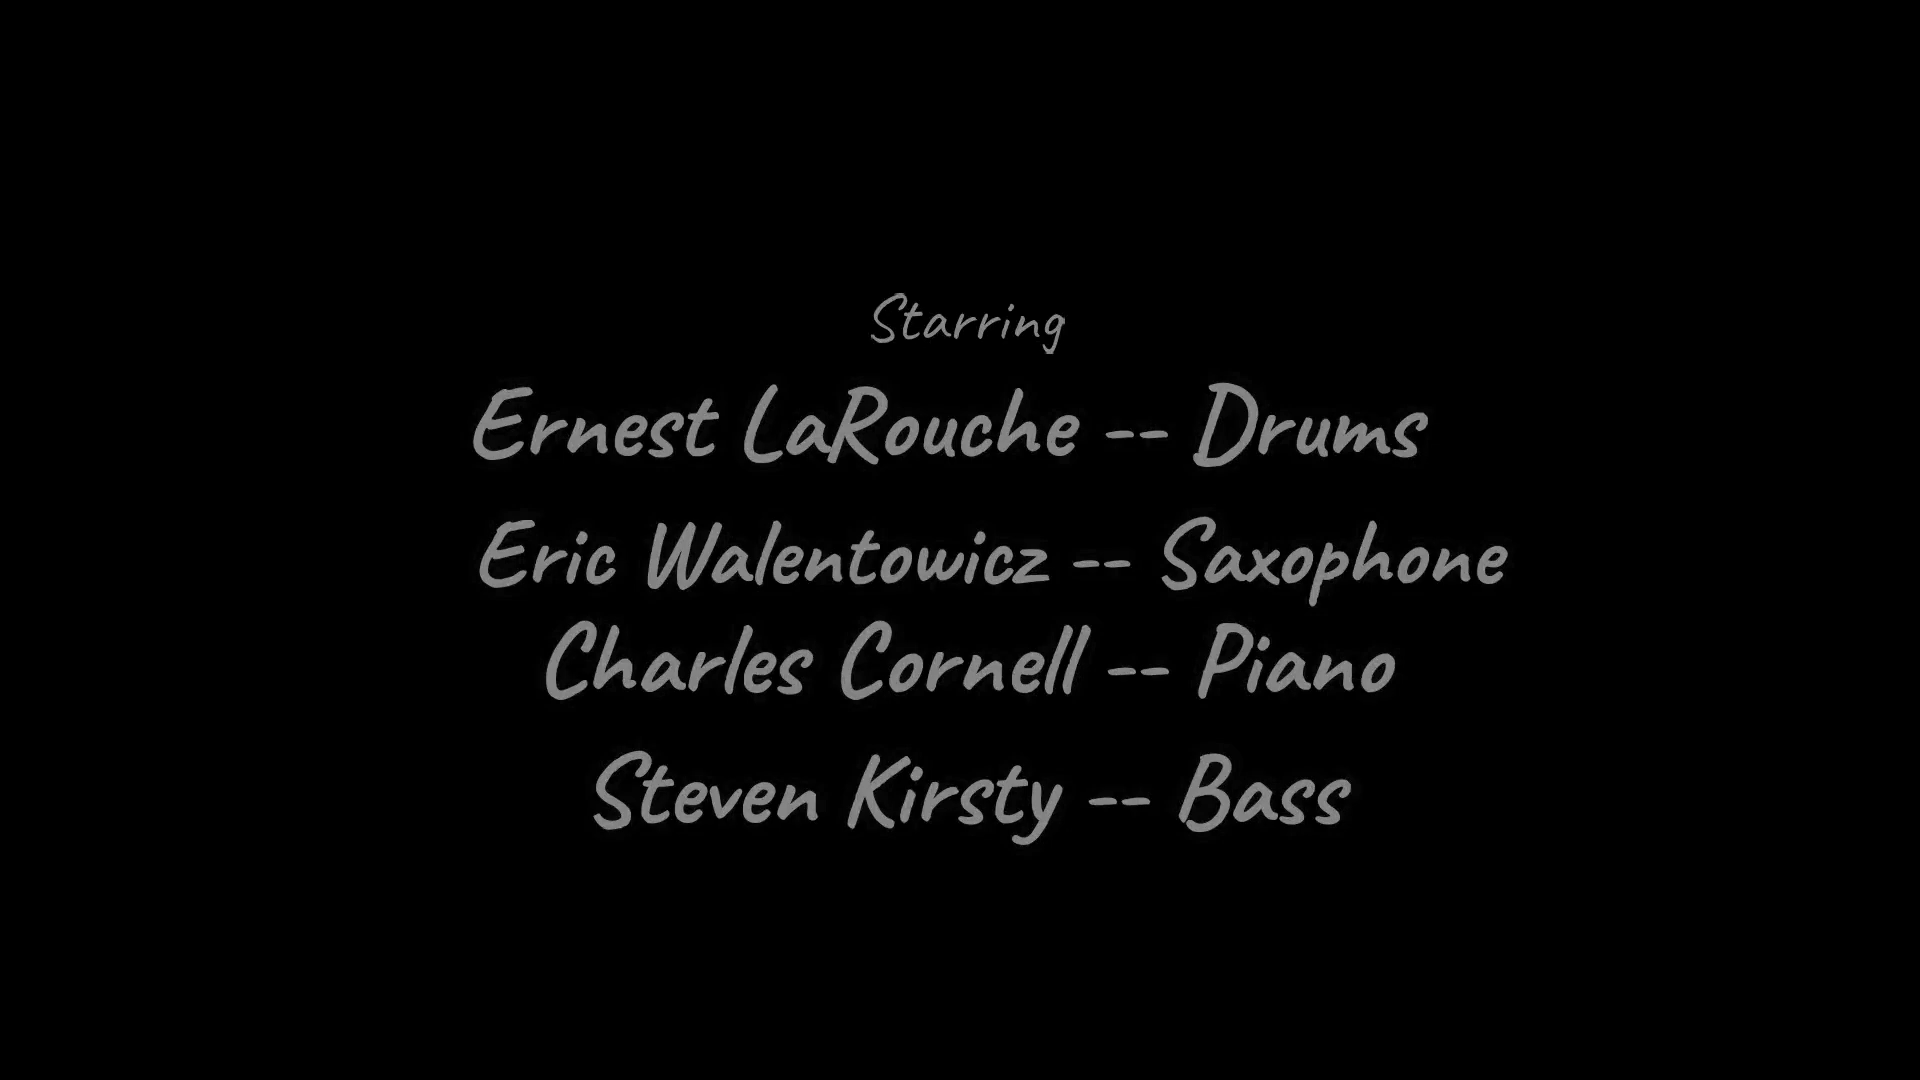 Starring
Ernest LaRouche -- Drums
Eric Walentowicz -- Saxophone
Charles Cornell -- Piano
Steven Kirsty -- Bass